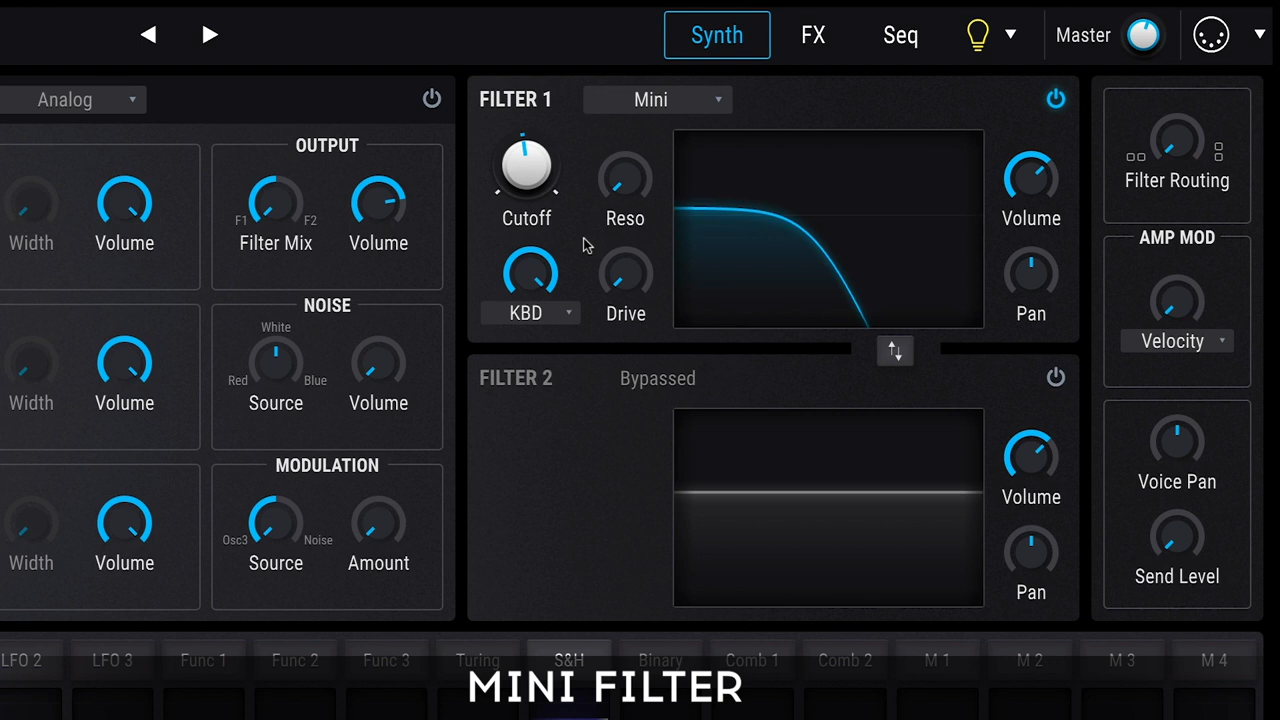 Synth FX Seq Master
Analog
FILTER 1 Mini
OUTPUT
Width Volume
F1 F2
Filter Mix Volume
Cutoff Reso
KBD Drive
Volume
Pan
Filter Routing
AMP MOD
Velocity
NOISE
White
Red Blue
Width Volume
Source Volume
FILTER 2 Bypassed
Volume
Pan
MODULATION
Osc3 Noise
Width Volume
Source Amount
Voice Pan
Send Level
LFO 2 LFO 3 Func 1 Func 2 Func 3 Turing S&H Binary Comb 1 Comb 2 M 1 M 2 M 3 M 4
MINI FILTER